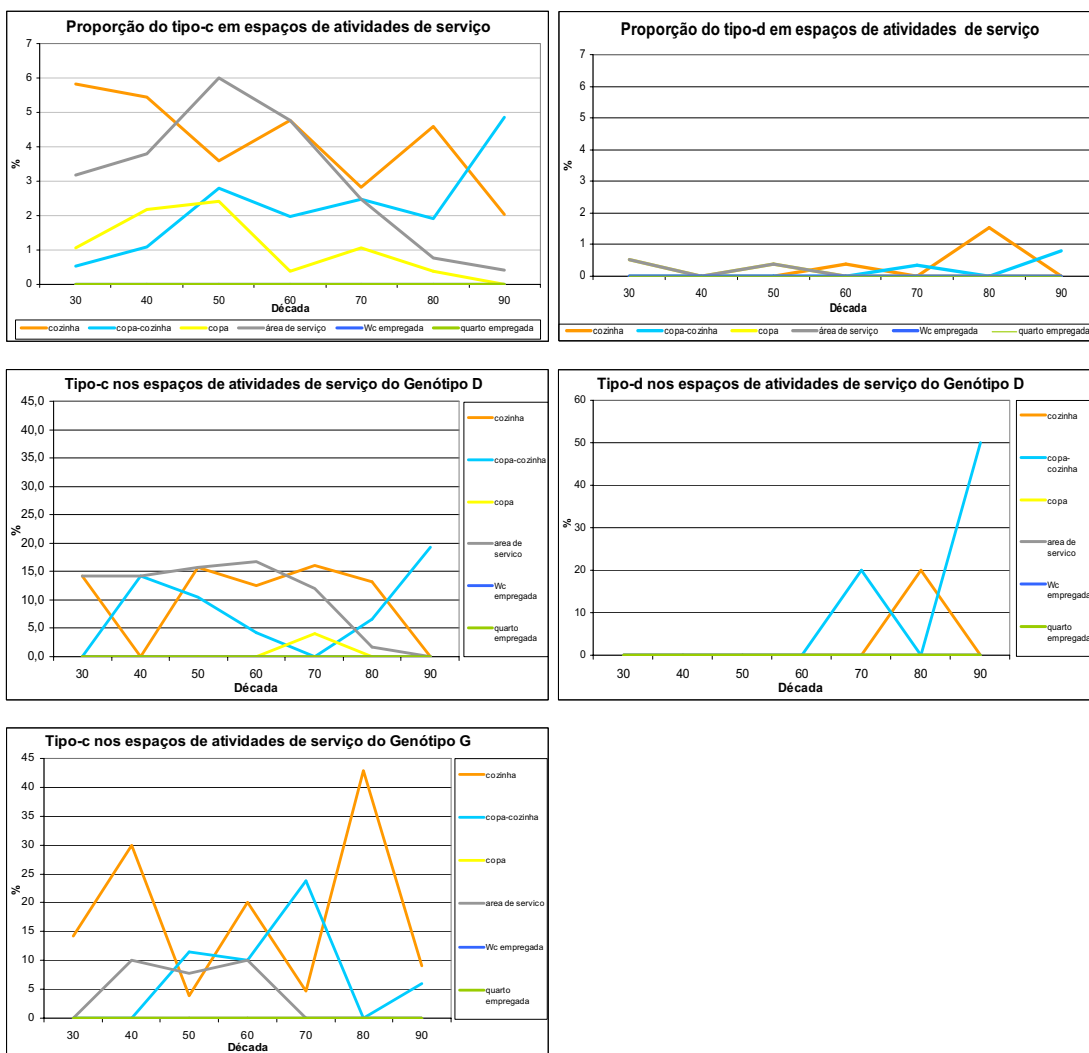 Proporção do tipo-c em espaços de atividades de serviço
7
6
5
4
3
2
1
0
%
30 40 50 60 70 80 90
Década
cozinha copa-cozinha copa área de serviço Wc empregada quarto empregada
Proporção do tipo-d em espaços de atividades de serviço
7
6
5
4
3
2
1
0
%
30 40 50 60 70 80 90
Década
cozinha copa-cozinha copa área de serviço Wc empregada quarto empregada
Tipo-c nos espaços de atividades de serviço do Genótipo D
45,0
40,0
35,0
30,0
25,0
20,0
15,0
10,0
5,0
0,0
%
30 40 50 60 70 80 90
Década
cozinha
copa-cozinha
copa
area de
servico
Wc
empregada
quarto
empregada
Tipo-d nos espaços de atividades de serviço do Genótipo D
60
50
40
30
20
10
0
%
30 40 50 60 70 80 90
Década
cozinha
copa-
cozinha
copa
area de
servico
Wc
empregada
quarto
empregada
Tipo-c nos espaços de atividades de serviço do Genótipo G
45
40
35
30
25
20
15
10
5
0
%
30 40 50 60 70 80 90
Década
cozinha
copa-cozinha
copa
area de servico
Wc empregada
quarto
empregada